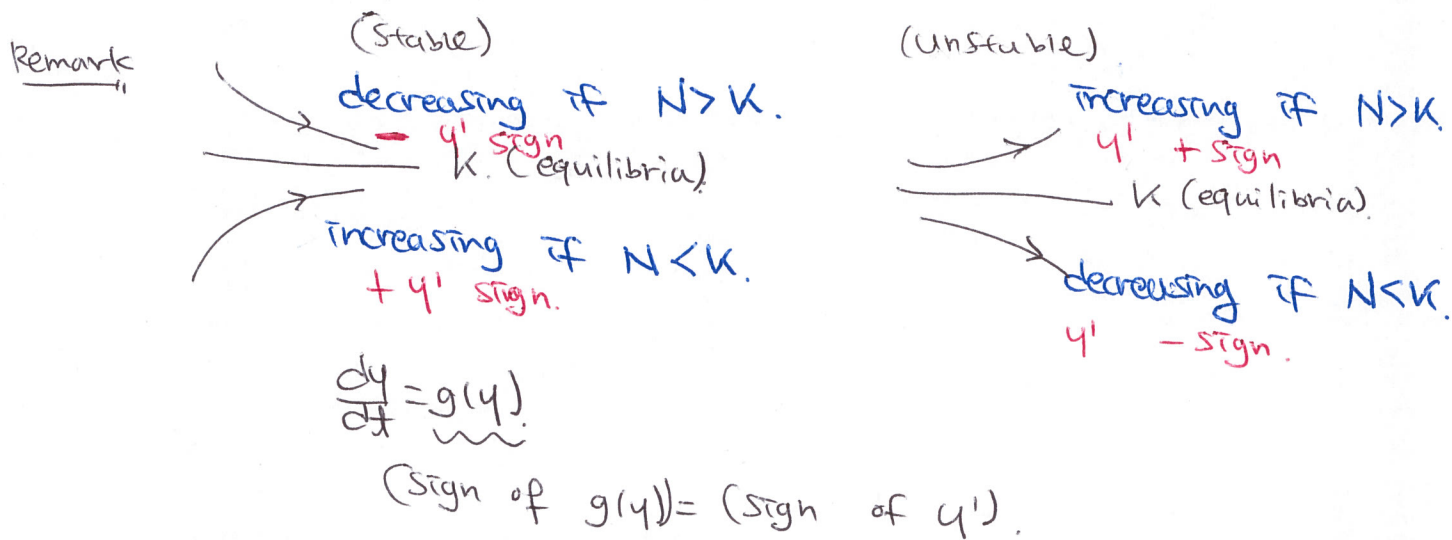 Remark
(stable)
decreasing if N>K.
- y' sign
K. (equilibria).
increasing if N<K.
+ y' sign.
(unstable)
increasing if N>K.
y' + sign
K (equilibria).
decreasing if N<K.
y' - sign.
dy/dt = g(y).
(sign of g(y)) = (sign of y').